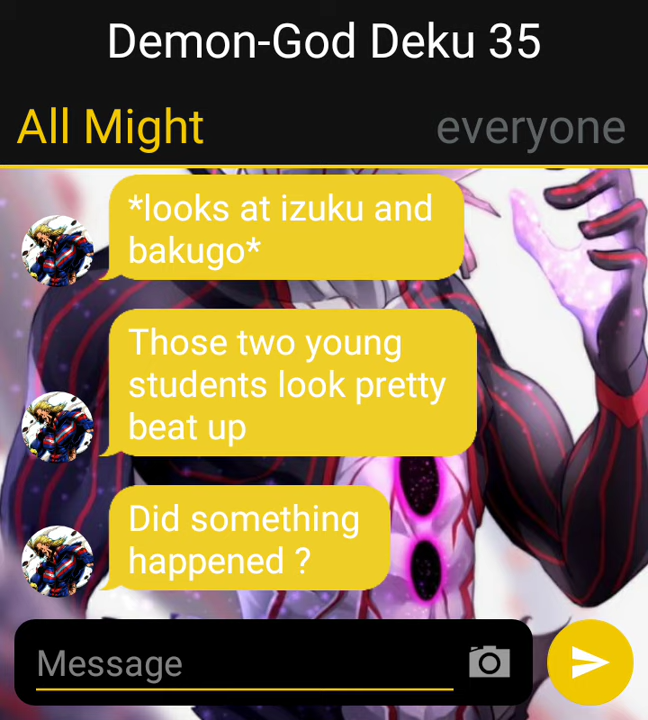 Demon-God Deku 35
All Might
everyone
*looks at izuku and
bakugo*
Those two young
students look pretty
beat up
Did something
happened ?
Message